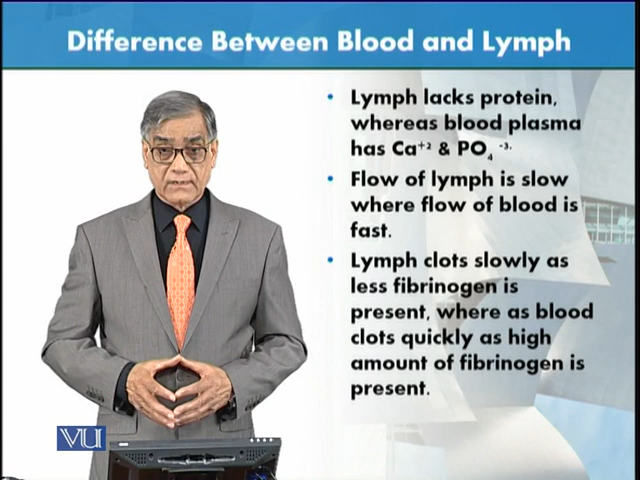 Difference Between Blood and Lymph
• Lymph lacks protein,
whereas blood plasma
has Ca⁺² & PO₄ ⁻³·
• Flow of lymph is slow
where flow of blood is
fast.
• Lymph clots slowly as
less fibrinogen is
present, where as blood
clots quickly as high
amount of fibrinogen is
present.
VU